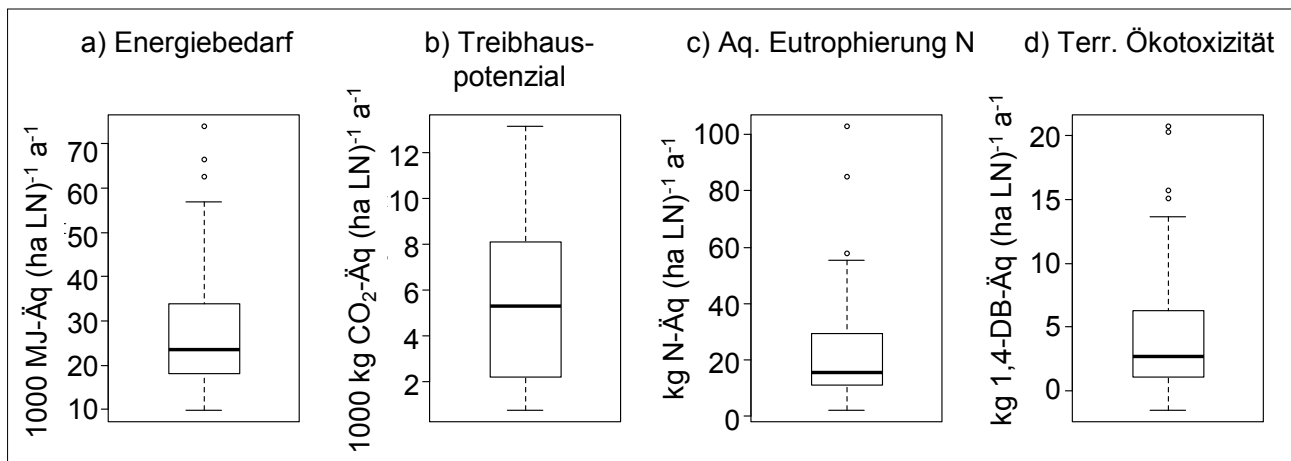 a) Energiebedarf
1000 MJ-Äq (ha LN)⁻¹ a⁻¹
70
60
50
40
30
20
10
b) Treibhaus-
potenzial
1000 kg CO₂-Äq (ha LN)⁻¹ a⁻¹
12
10
8
6
4
2
c) Aq. Eutrophierung N
kg N-Äq (ha LN)⁻¹ a⁻¹
100
80
60
40
20
0
d) Terr. Ökotoxizität
kg 1,4-DB-Äq (ha LN)⁻¹ a⁻¹
20
15
10
5
0